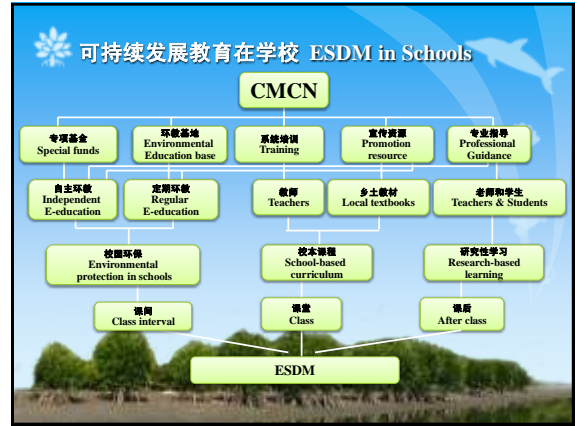 可持续发展教育在学校 ESDM in Schools
CMCN
专项基金
Special funds
环教基地
Environmental
Education base
系统培训
Training
宣传资源
Promotion
resource
专业指导
Professional
Guidance
自主环教
Independent
E-education
定期环教
Regular
E-education
教师
Teachers
乡土教材
Local textbooks
老师和学生
Teachers & Students
校园环保
Environmental
protection in schools
校本课程
School-based
curriculum
研究性学习
Research-based
learning
课间
Class interval
课堂
Class
课后
After class
ESDM